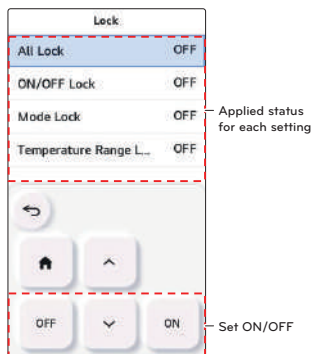 Lock
All Lock OFF
ON/OFF Lock OFF
Mode Lock OFF
Temperature Range L... OFF
Applied status
for each setting
OFF ON
Set ON/OFF